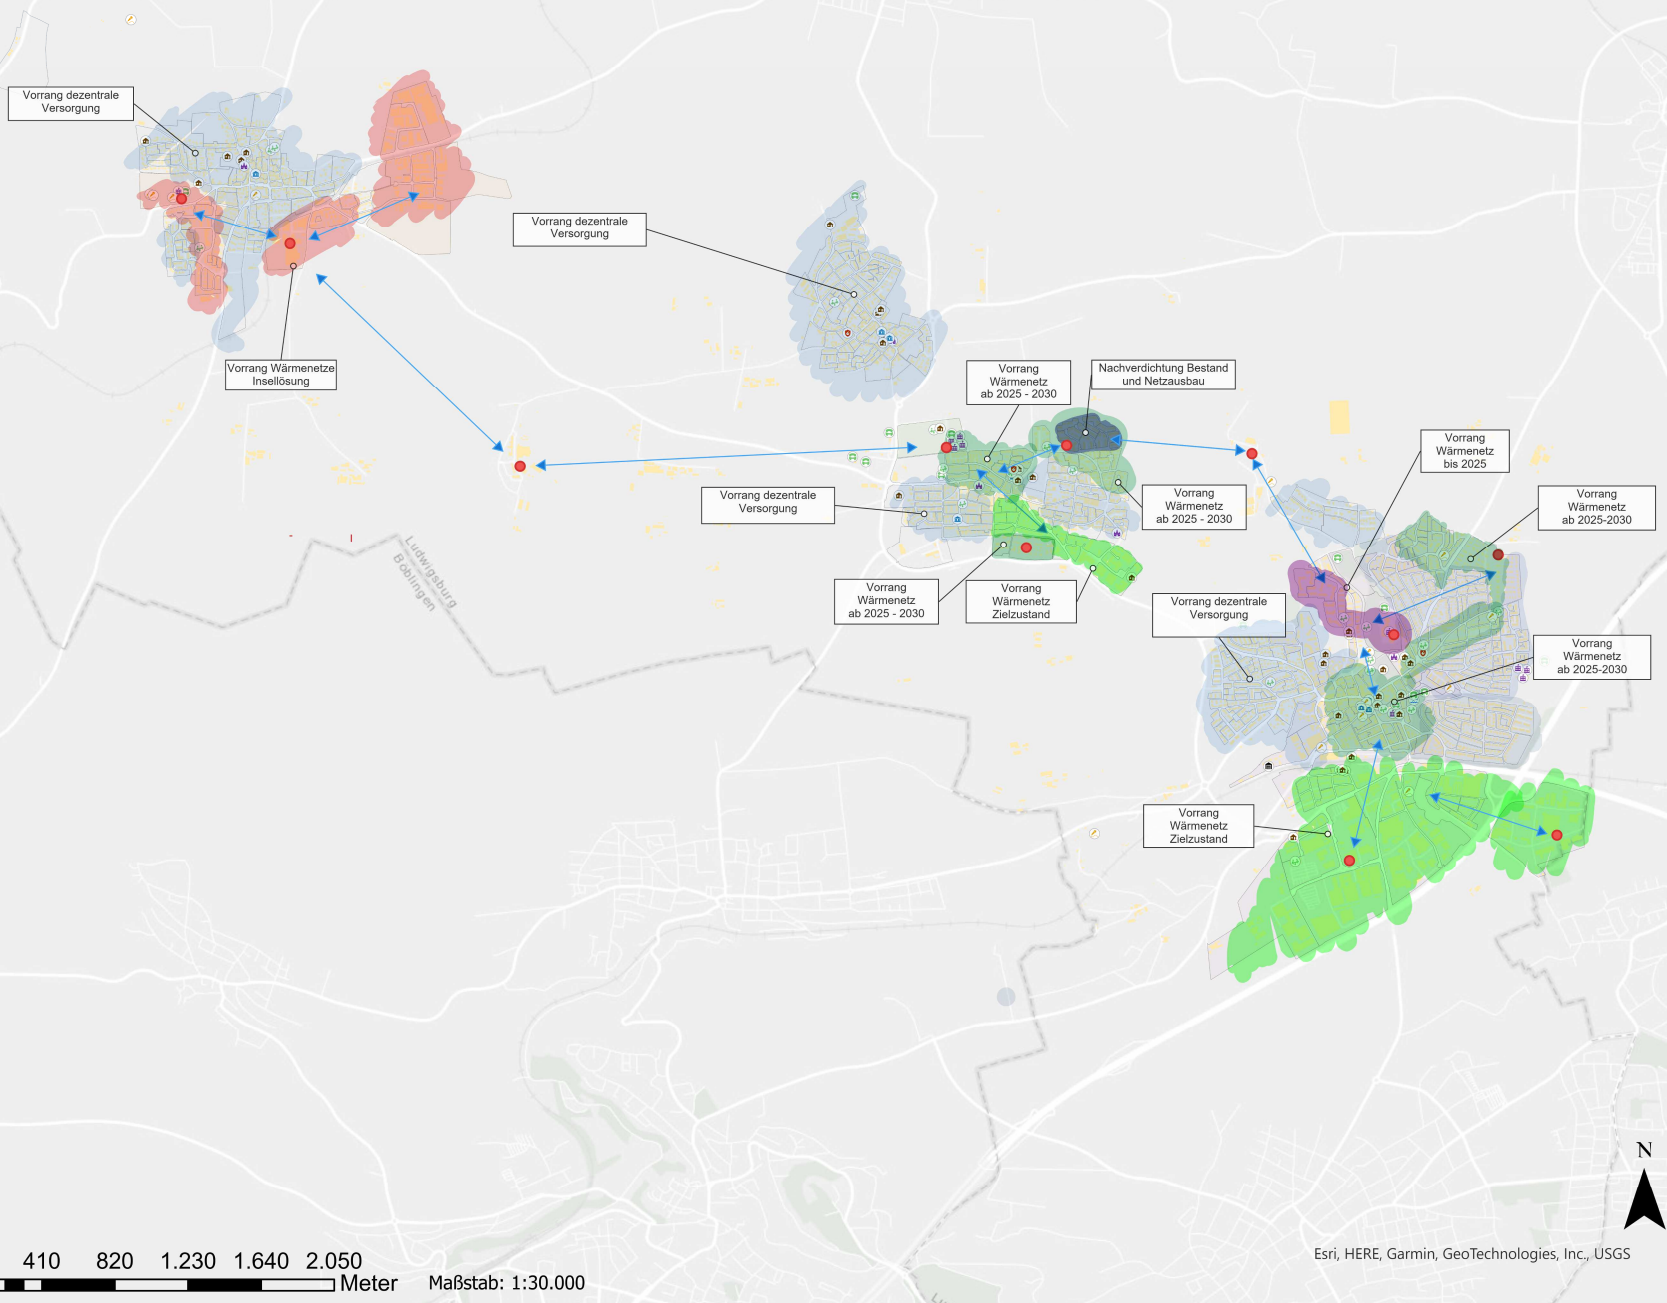 Vorrang dezentrale
Versorgung
Vorrang dezentrale
Versorgung
Vorrang Wärmenetze
Insellösung
Vorrang
Wärmenetz
ab 2025 - 2030
Nachverdichtung Bestand
und Netzausbau
Vorrang
Wärmenetz
bis 2025
Vorrang dezentrale
Versorgung
Vorrang
Wärmenetz
ab 2025 - 2030
Vorrang
Wärmenetz
ab 2025-2030
Ludwigsburg
Böblingen
Vorrang
Wärmenetz
ab 2025 - 2030
Vorrang
Wärmenetz
Zielzustand
Vorrang dezentrale
Versorgung
Vorrang
Wärmenetz
ab 2025-2030
Vorrang
Wärmenetz
Zielzustand
N
410 820 1.230 1.640 2.050
Meter
Maßstab: 1:30.000
Esri, HERE, Garmin, GeoTechnologies, Inc., USGS